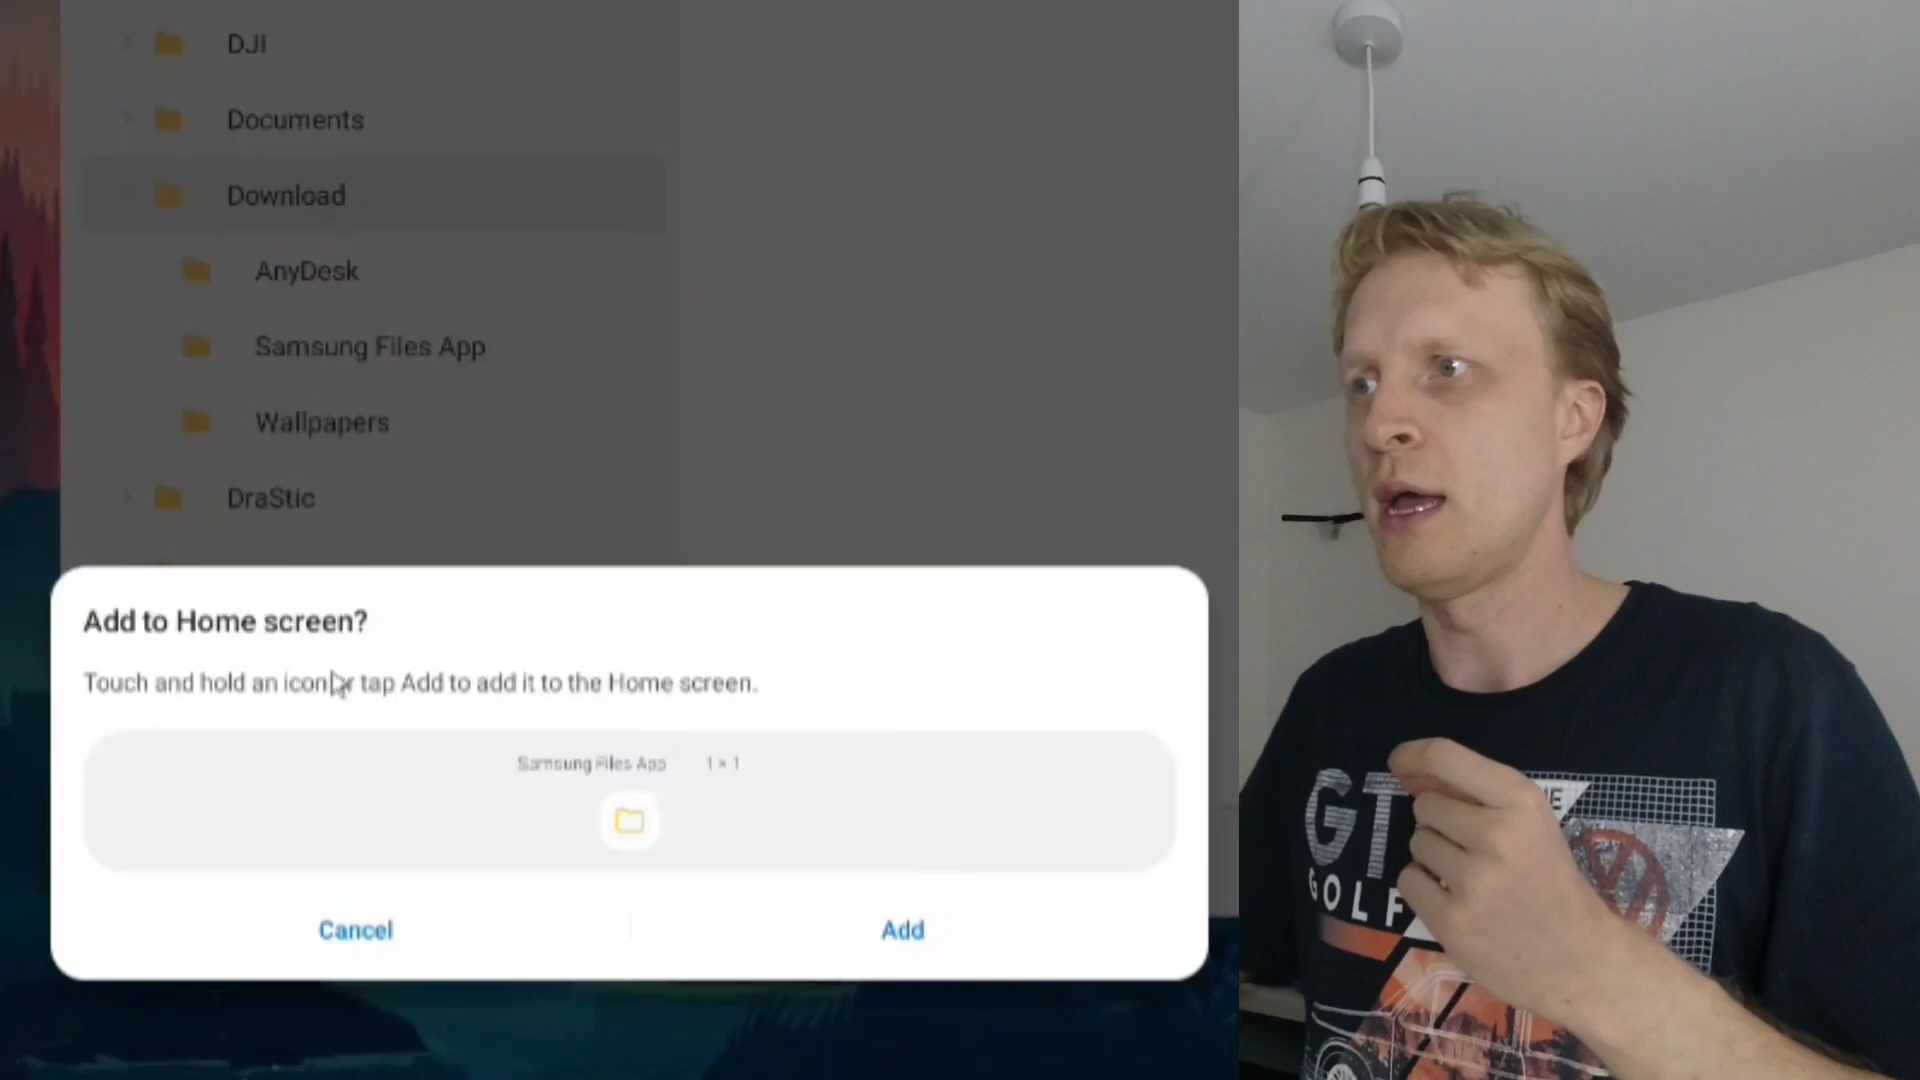 DJI
Documents
Download
AnyDesk
Samsung Files App
Wallpapers
DraStic
Add to Home screen?
Touch and hold an icon or tap Add to add it to the Home screen.
Samsung Files App 1 × 1
Cancel
Add
GT
GOLF